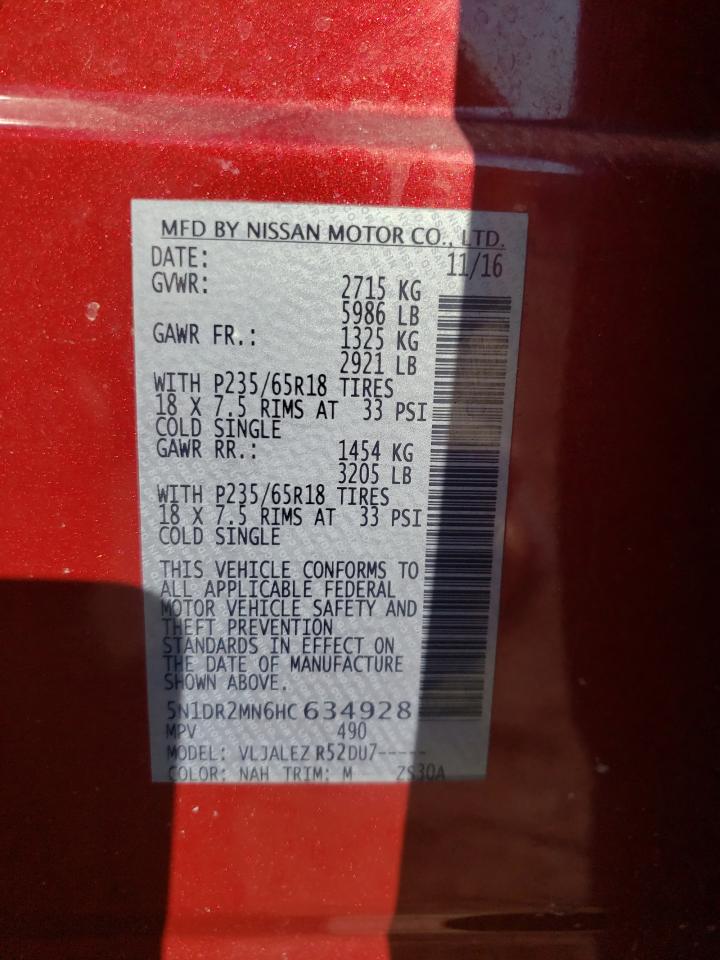 MFD BY NISSAN MOTOR CO., LTD.
DATE: 11/16
GVWR: 2715 KG
5986 LB
GAWR FR.: 1325 KG
2921 LB
WITH P235/65R18 TIRES
18 X 7.5 RIMS AT 33 PSI
COLD SINGLE
GAWR RR.: 1454 KG
3205 LB
WITH P235/65R18 TIRES
18 X 7.5 RIMS AT 33 PSI
COLD SINGLE
THIS VEHICLE CONFORMS TO
ALL APPLICABLE FEDERAL
MOTOR VEHICLE SAFETY AND
THEFT PREVENTION
STANDARDS IN EFFECT ON
THE DATE OF MANUFACTURE
SHOWN ABOVE.
5N1DR2MN6HC634928
MPV 490
MODEL: VLJALEZ R52DU7-----
COLOR: NAH TRIM: M ZS30A